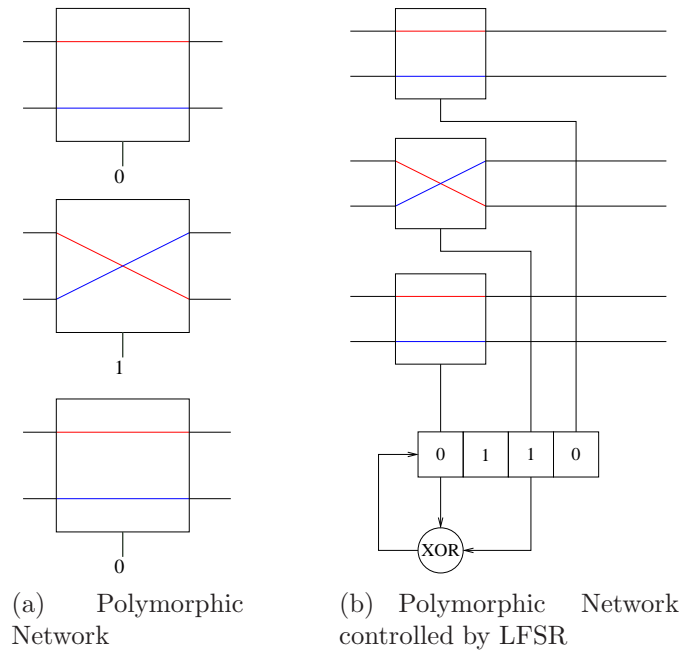 0
1
0
0 1 1 0
XOR
(a) Polymorphic
Network
(b) Polymorphic Network
controlled by LFSR